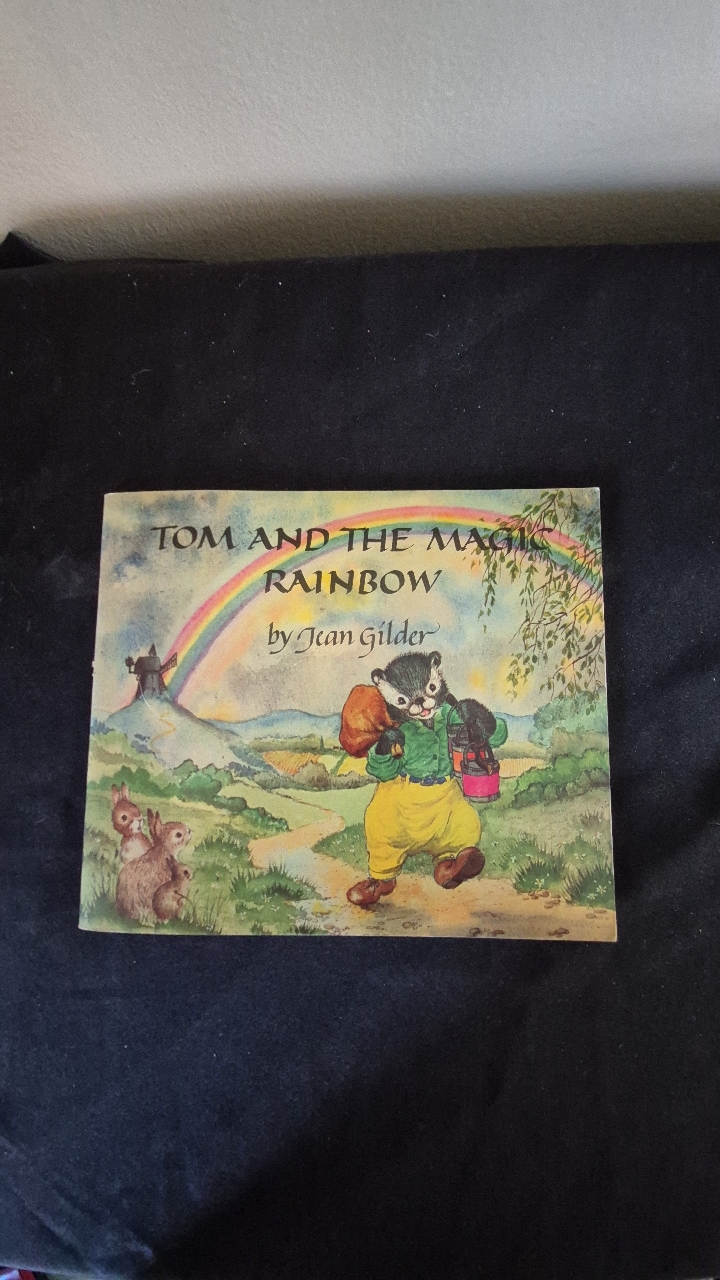 TOM AND THE MAGIC
RAINBOW
by Jean Gilder